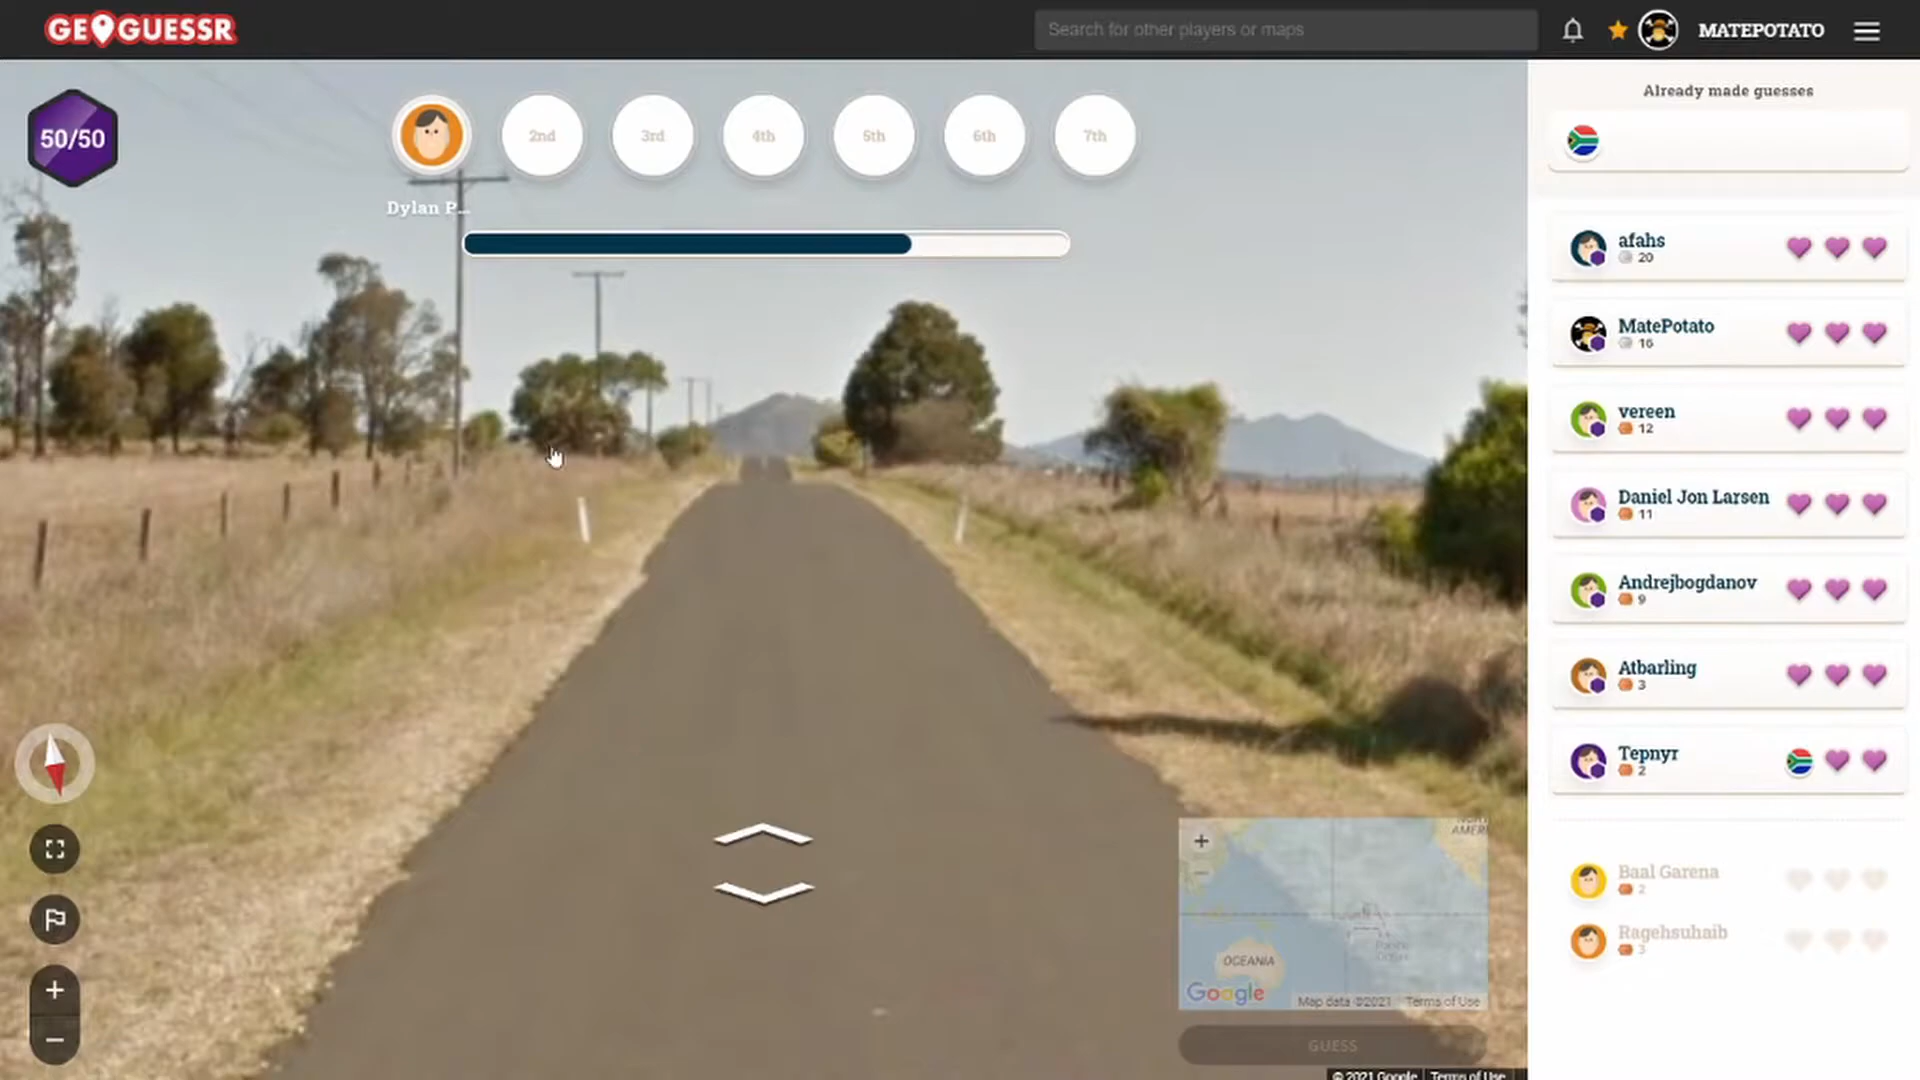 GEOGUESSR
Search for other players or maps
MATEPOTATO
50/50
2nd
3rd
4th
5th
6th
7th
Dylan P...
Already made guesses
afahs
20
MatePotato
16
vereen
12
Daniel Jon Larsen
11
Andrejbogdanov
9
Atbarling
3
Tepnyr
2
Baal Garena
2
Ragehsuhaib
3
+
OCEANIA
Google
Map data ©2021
Terms of Use
GUESS
© 2021 Google
Terms of Use